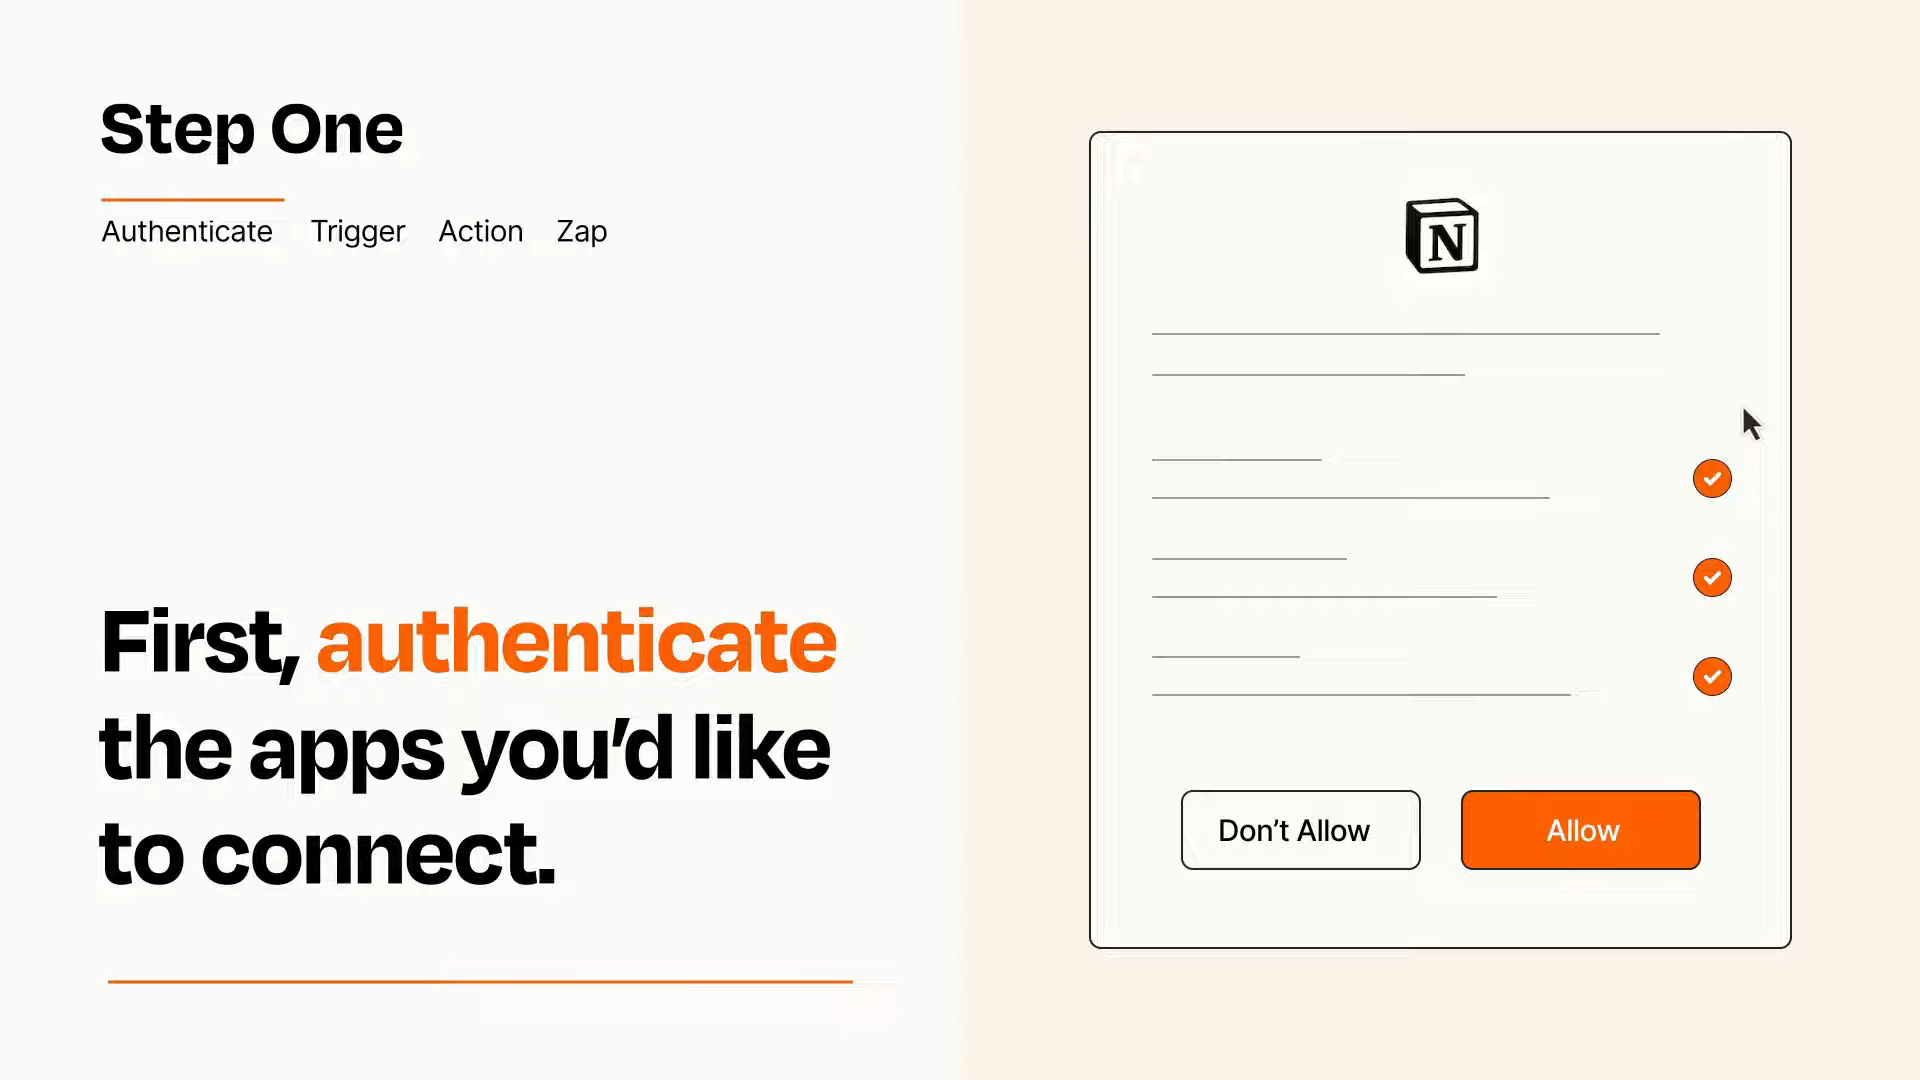 Step One
Authenticate Trigger Action Zap
First, authenticate
the apps you’d like
to connect.
N
Don’t Allow
Allow